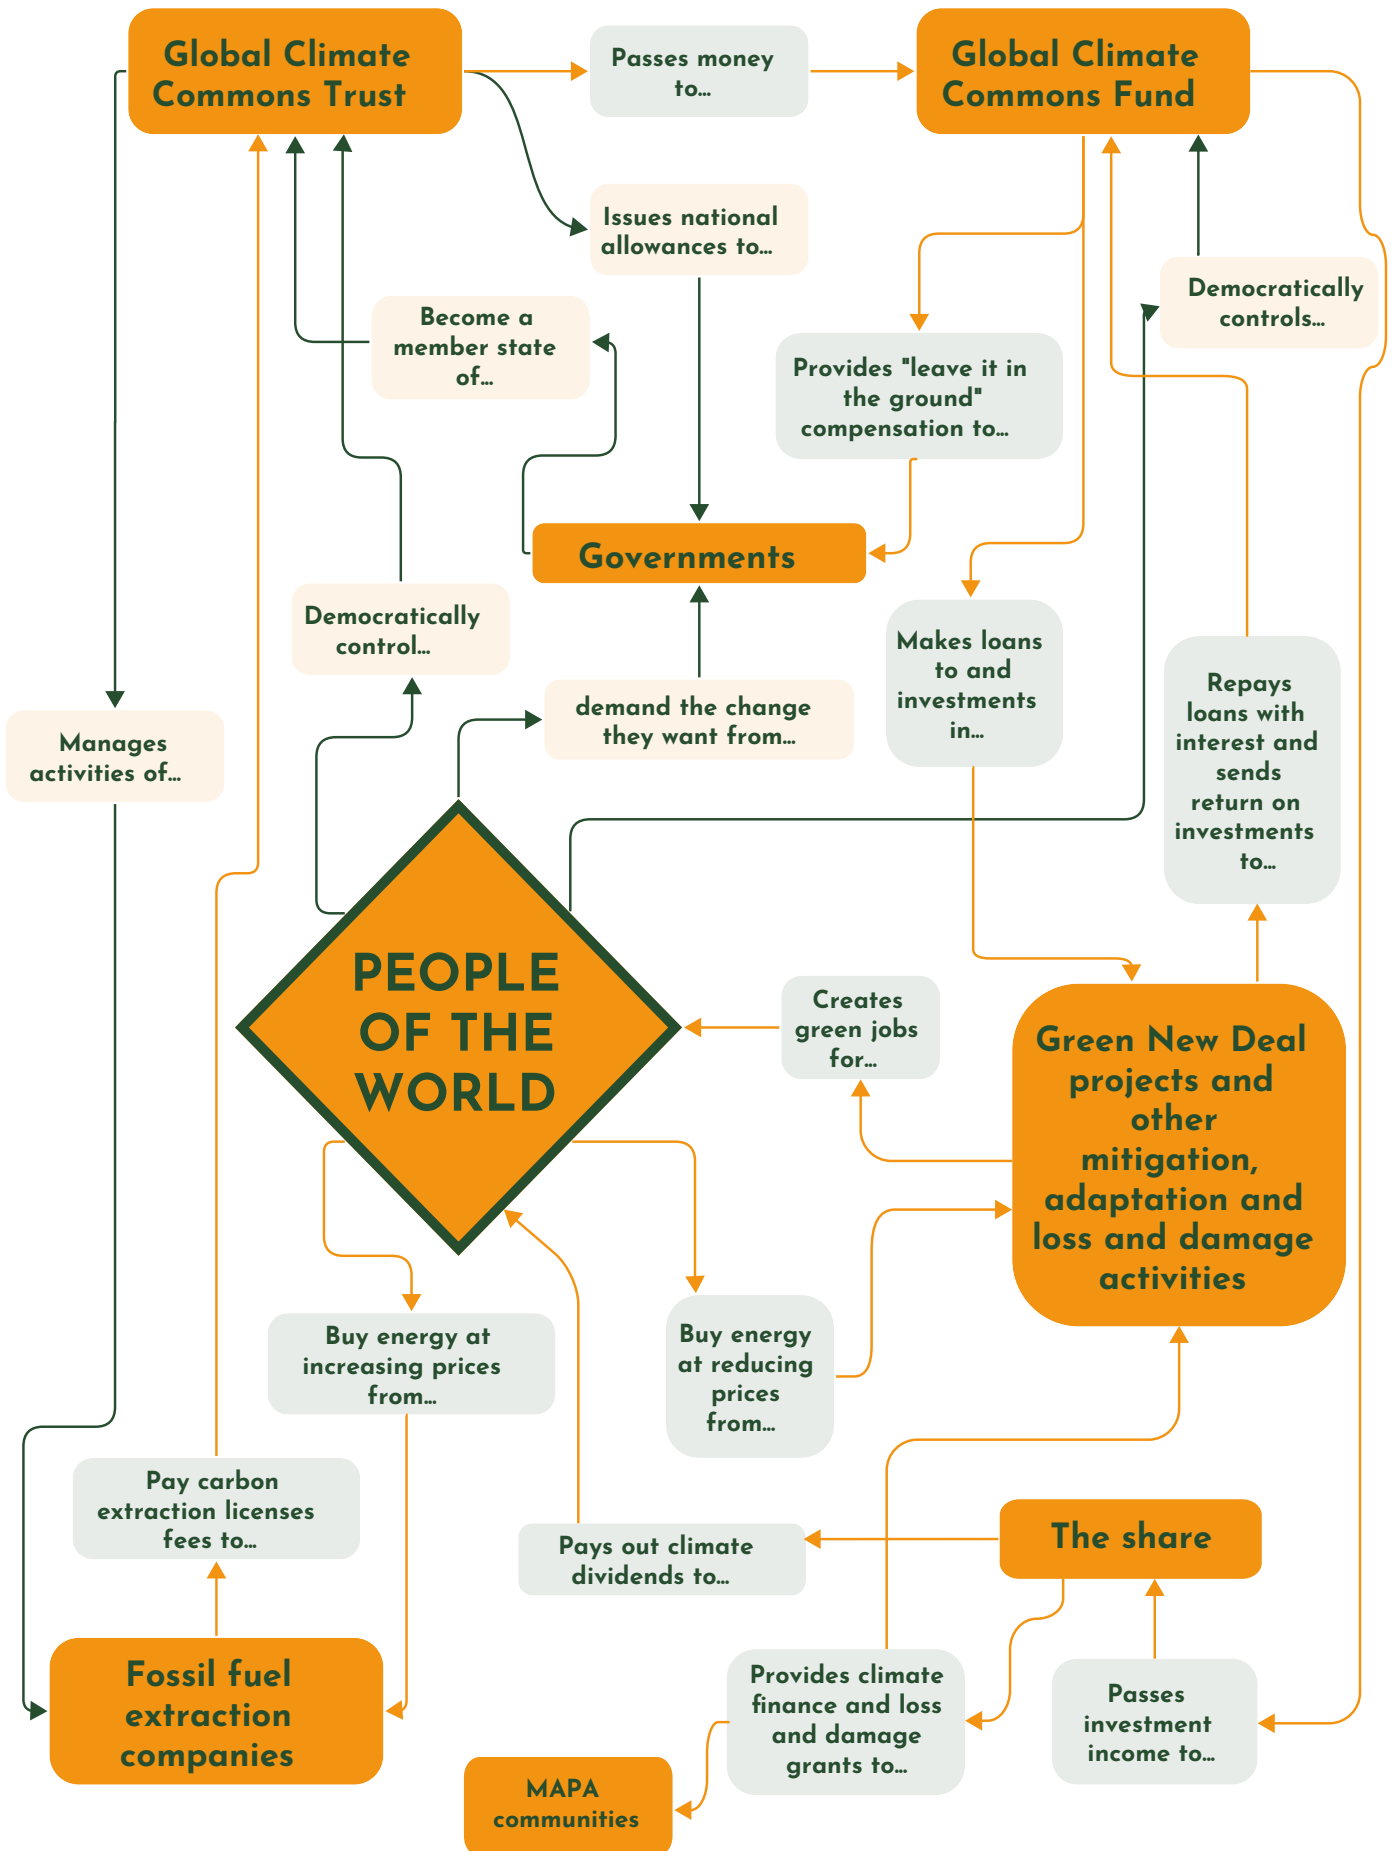 Global Climate
Commons Trust
Passes money
to...
Global Climate
Commons Fund
Issues national
allowances to...
Democratically
controls...
Become a
member state
of...
Provides "leave it in
the ground"
compensation to...
Governments
Democratically
control...
Makes loans
to and
investments
in...
Repays
loans with
interest and
sends
return on
investments
to...
demand the change
they want from...
Manages
activities of...
PEOPLE
OF THE
WORLD
Creates
green jobs
for...
Green New Deal
projects and
other
mitigation,
adaptation and
loss and damage
activities
Buy energy at
increasing prices
from...
Buy energy
at reducing
prices
from...
Pay carbon
extraction licenses
fees to...
Pays out climate
dividends to...
The share
Fossil fuel
extraction
companies
Provides climate
finance and loss
and damage
grants to...
Passes
investment
income to...
MAPA
communities